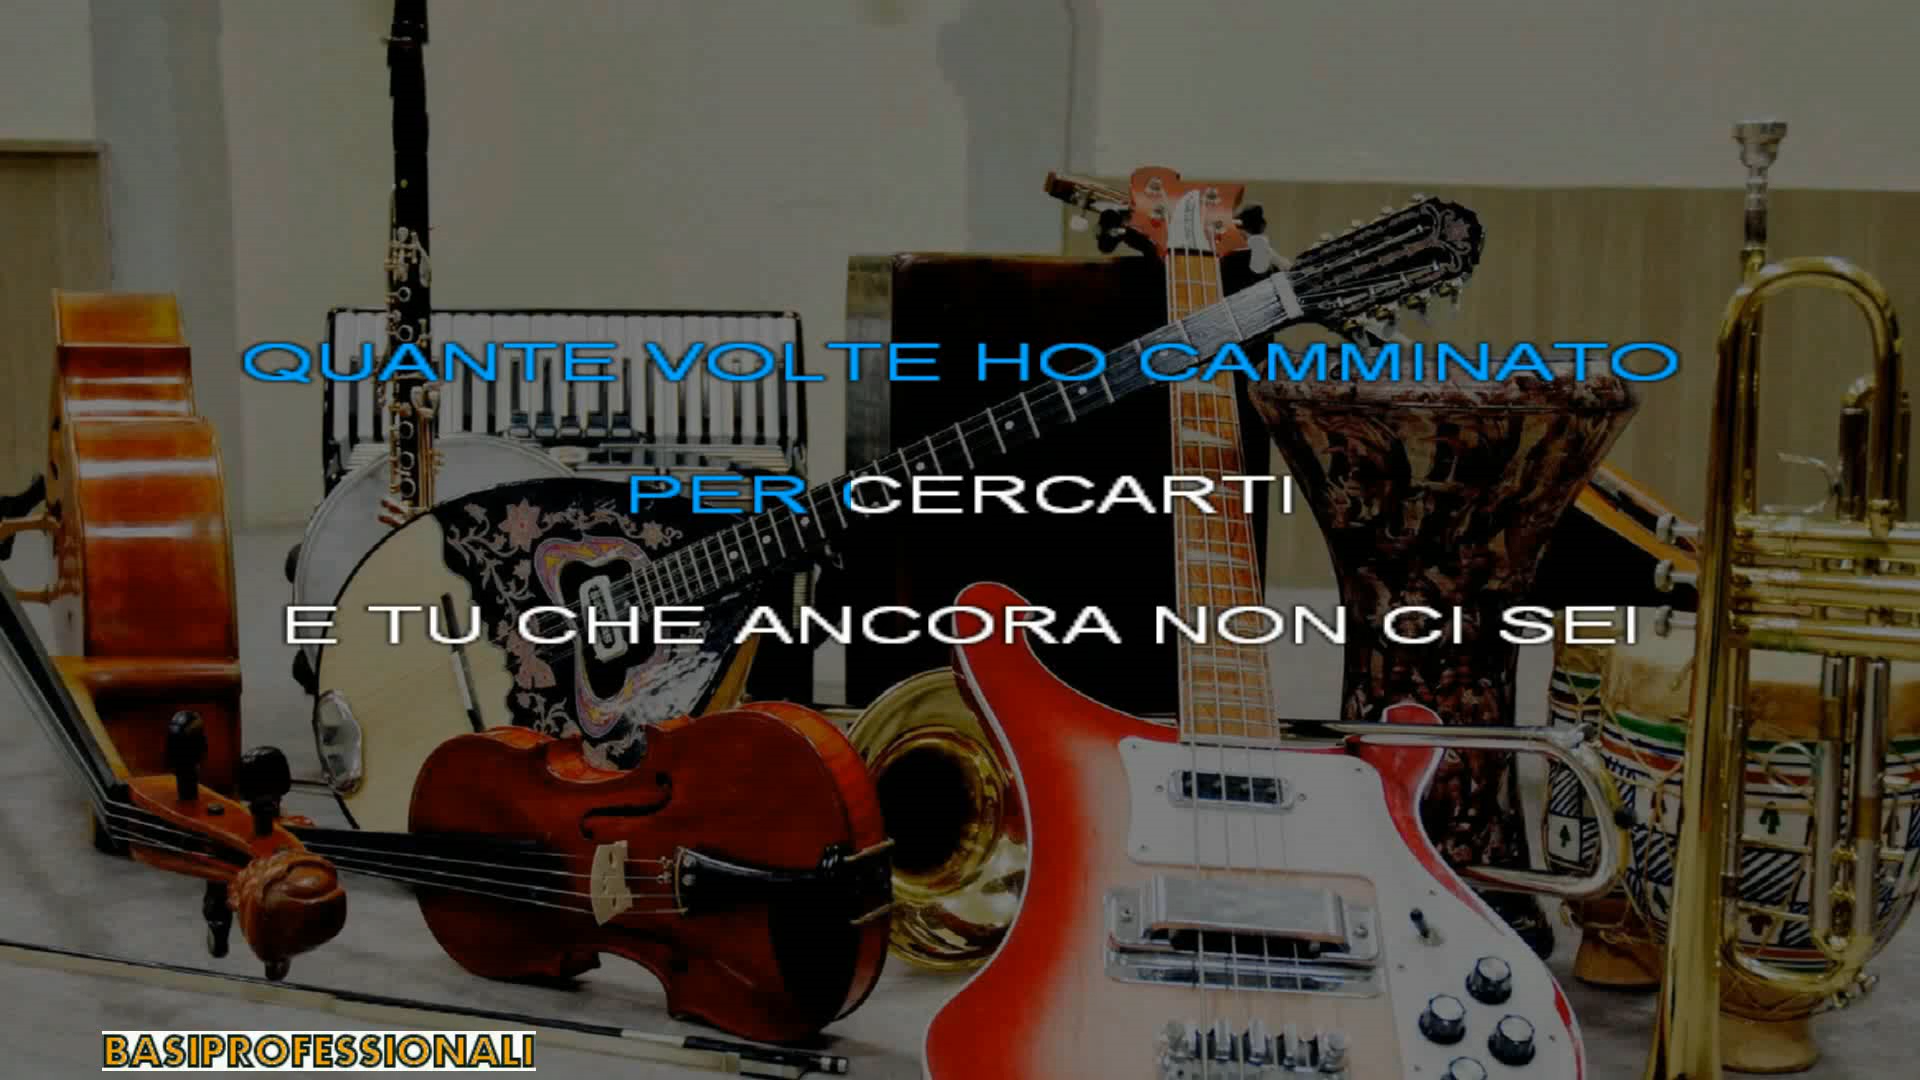 QUANTE VOLTE HO CAMMINATO
PER CERCARTI
E TU CHE ANCORA NON CI SEI
BASIPROFESSIONALI